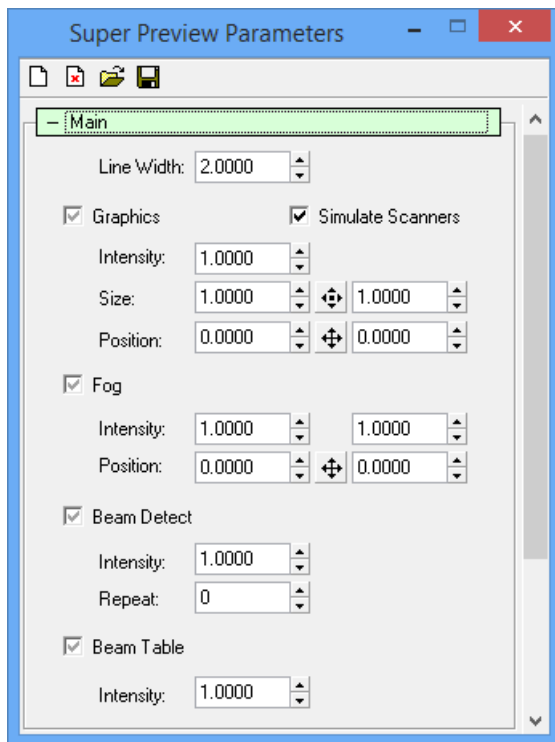 Super Preview Parameters
Main
Line Width: 2.0000
Graphics Simulate Scanners
Intensity: 1.0000
Size: 1.0000 1.0000
Position: 0.0000 0.0000
Fog
Intensity: 1.0000 1.0000
Position: 0.0000 0.0000
Beam Detect
Intensity: 1.0000
Repeat: 0
Beam Table
Intensity: 1.0000